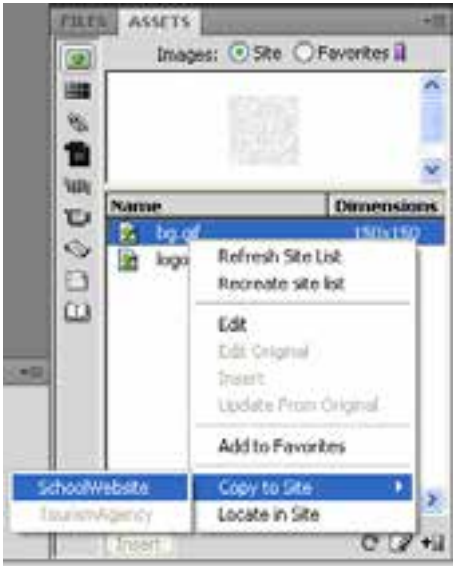 FILES ASSETS
Images: Site Favorites
Name Dimensions
bg.gif 150x150
logo
Refresh Site List
Recreate site list
Edit
Edit Original
Insert
Update From Original
Add to Favorites
Copy to Site
Locate in Site
SchoolWebsite
TourismAgency
Insert